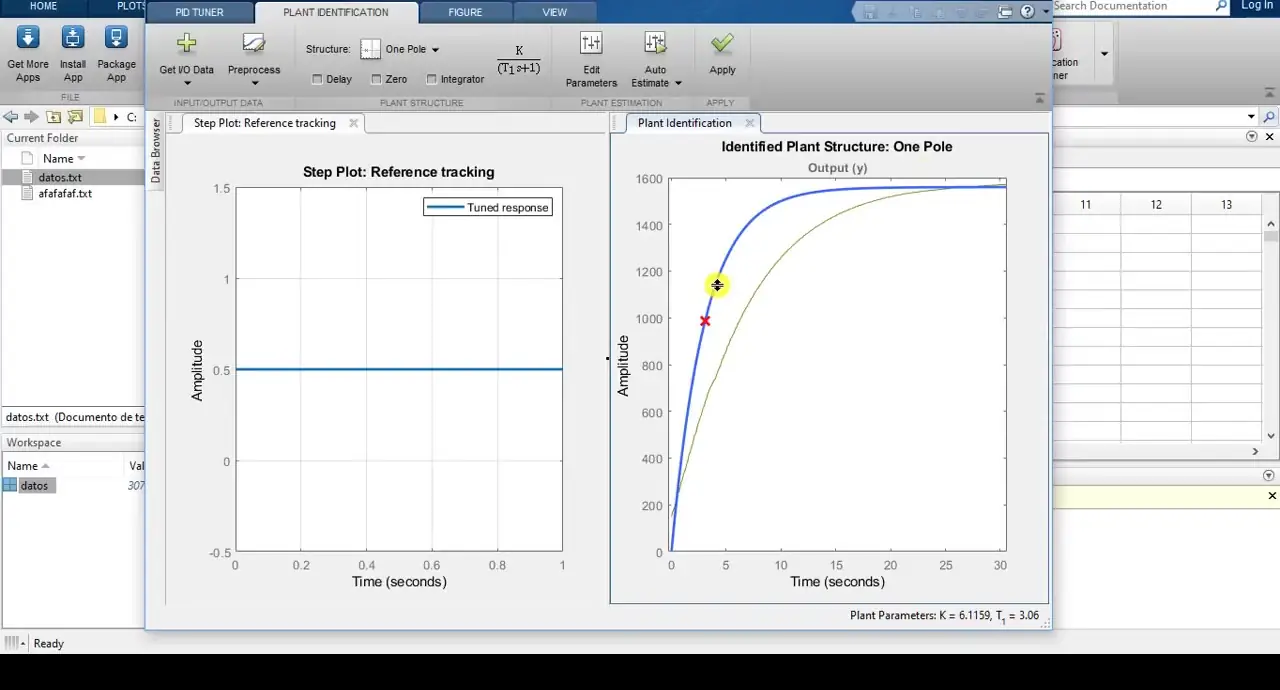 HOME
PLOTS
PID TUNER
PLANT IDENTIFICATION
FIGURE
VIEW
Search Documentation
Log In
Get More Apps
Install App
Package App
FILE
Get I/O Data
Preprocess
INPUT/OUTPUT DATA
Structure:
One Pole
Delay
Zero
Integrator
PLANT STRUCTURE
K
(T₁s+1)
Edit Parameters
Auto Estimate
PLANT ESTIMATION
Apply
APPLY
cation
ner
C:
Current Folder
Name
datos.txt
afafafaf.txt
datos.txt (Documento de te
Workspace
Name
Val
datos
307
Data Browser
Step Plot: Reference tracking
Step Plot: Reference tracking
Tuned response
Amplitude
1.5
1
0.5
0
-0.5
0 0.2 0.4 0.6 0.8 1
Time (seconds)
Plant Identification
Identified Plant Structure: One Pole
Output (y)
Amplitude
1600
1400
1200
1000
800
600
400
200
0
0 5 10 15 20 25 30
Time (seconds)
Plant Parameters: K = 6.1159, T₁ = 3.06
11 12 13
Ready